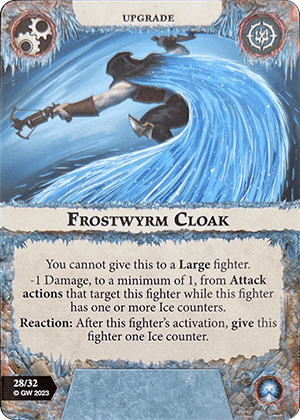 UPGRADE
FROSTWYRM CLOAK
You cannot give this to a Large fighter.
-1 Damage, to a minimum of 1, from Attack
actions that target this fighter while this fighter
has one or more Ice counters.
Reaction: After this fighter's activation, give this
fighter one Ice counter.
28/32
© GW 2023